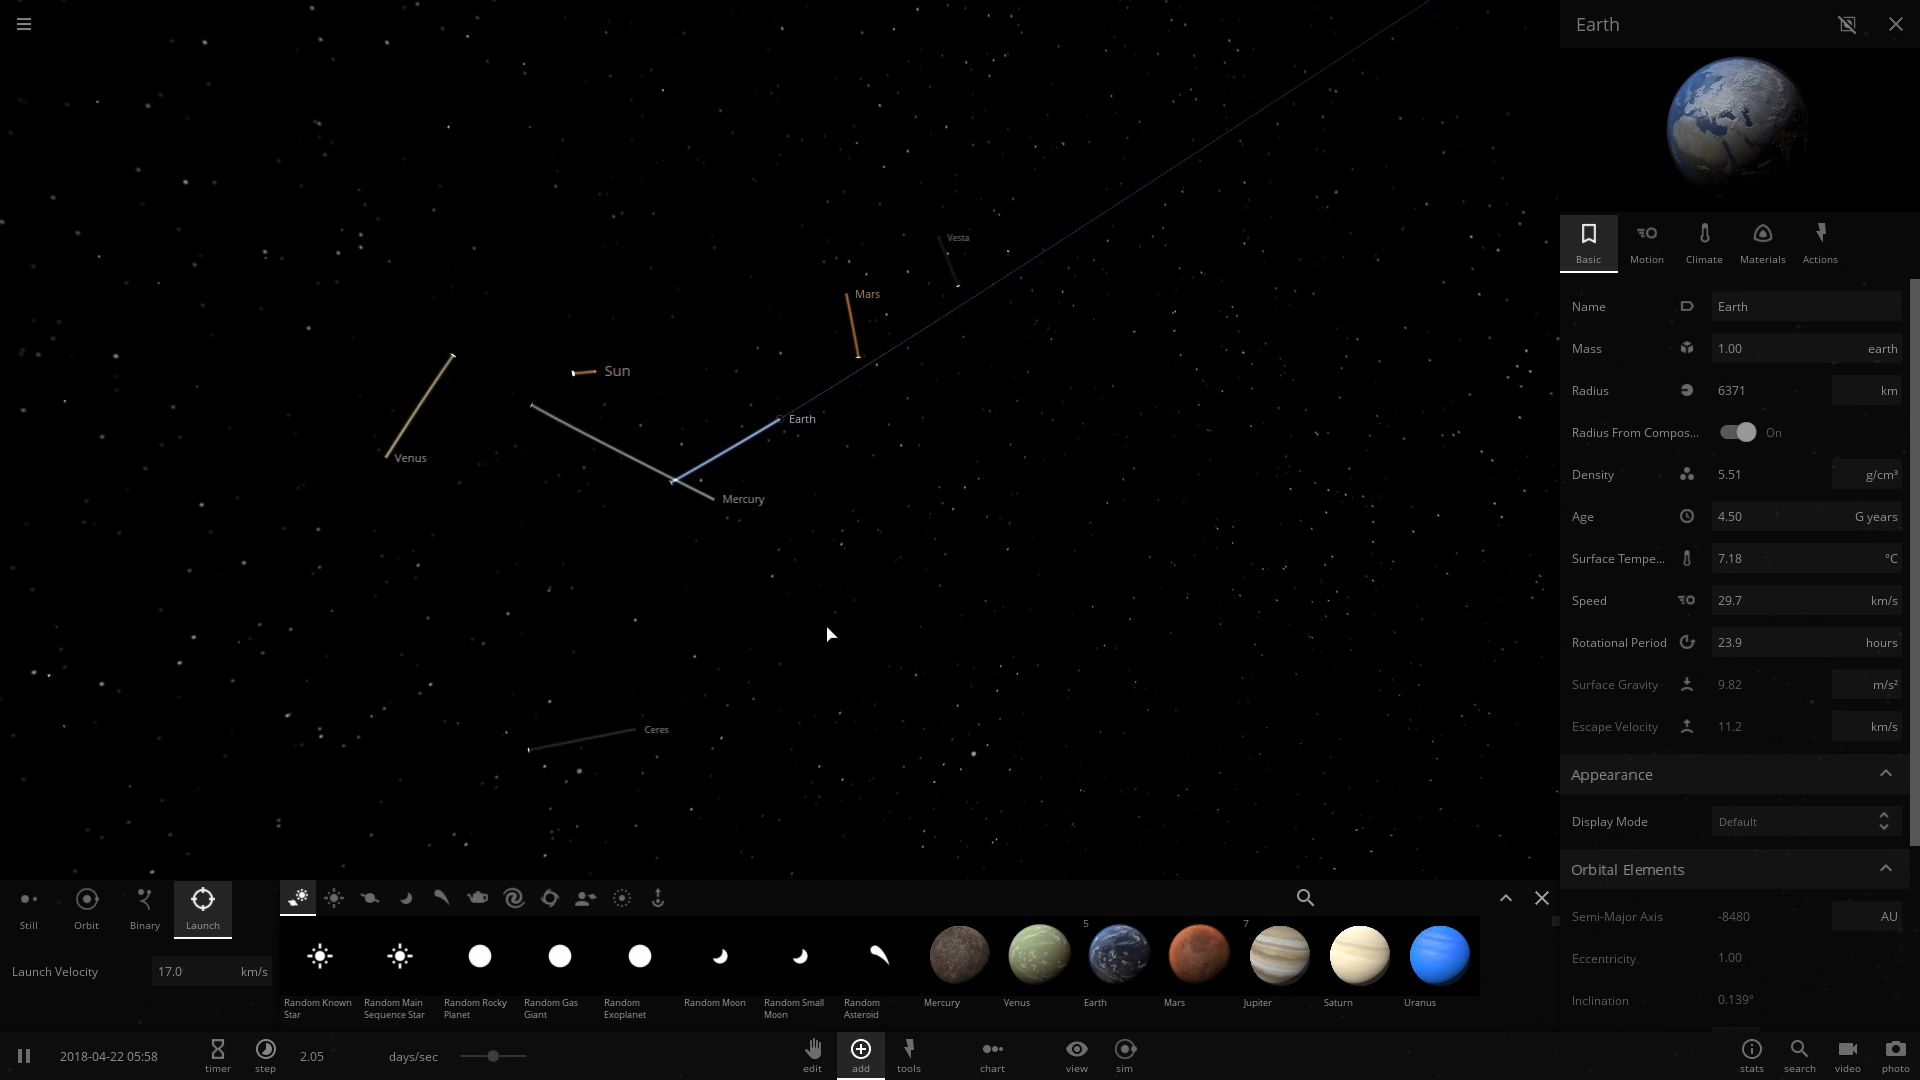 Earth
Vesta
Mars
Sun
Earth
Venus
Mercury
Ceres
Basic
Motion
Climate
Materials
Actions
Name Earth
Mass 1.00 earth
Radius 6371 km
Radius From Compos... On
Density 5.51 g/cm³
Age 4.50 G years
Surface Tempe... 7.18 °C
Speed 29.7 km/s
Rotational Period 23.9 hours
Surface Gravity 9.82 m/s²
Escape Velocity 11.2 km/s
Appearance
Display Mode Default
Orbital Elements
Semi-Major Axis -8480 AU
Eccentricity 1.00
Inclination 0.139°
Still
Orbit
Binary
Launch
Launch Velocity 17.0 km/s
5
7
Random Known
Star
Random Main
Sequence Star
Random Rocky
Planet
Random Gas
Giant
Random
Exoplanet
Random Moon
Random Small
Moon
Random
Asteroid
Mercury
Venus
Earth
Mars
Jupiter
Saturn
Uranus
2018-04-22 05:58
timer
step
2.05 days/sec
edit
add
tools
chart
view
sim
stats
search
video
photo